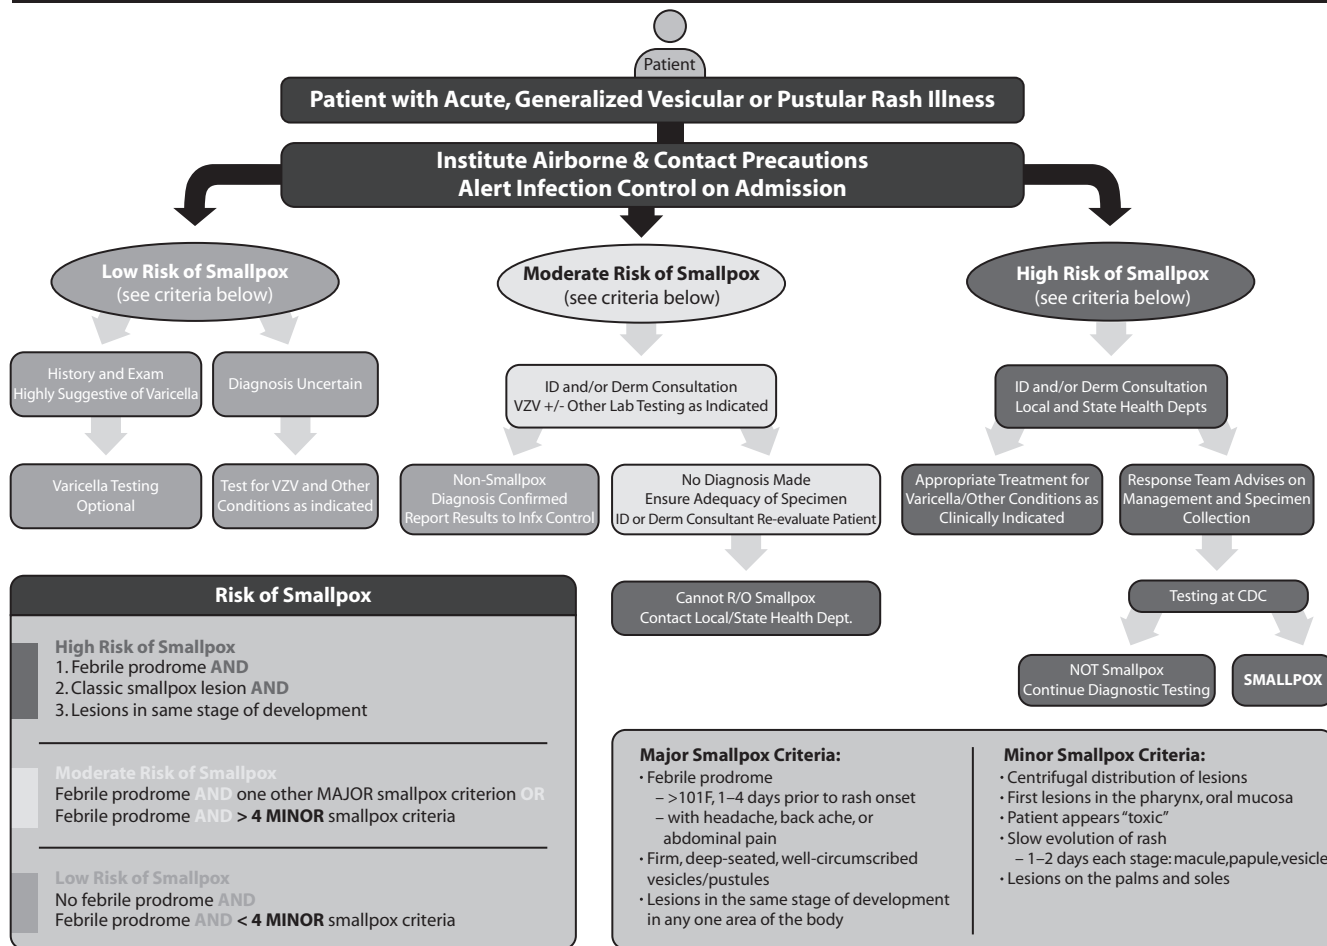 Patient
Patient with Acute, Generalized Vesicular or Pustular Rash Illness
Institute Airborne & Contact Precautions
Alert Infection Control on Admission
Low Risk of Smallpox
(see criteria below)
Moderate Risk of Smallpox
(see criteria below)
High Risk of Smallpox
(see criteria below)
History and Exam
Highly Suggestive of Varicella
Diagnosis Uncertain
ID and/or Derm Consultation
VZV +/- Other Lab Testing as Indicated
ID and/or Derm Consultation
Local and State Health Depts
Varicella Testing
Optional
Test for VZV and Other
Conditions as indicated
Non-Smallpox
Diagnosis Confirmed
Report Results to Infx Control
No Diagnosis Made
Ensure Adequacy of Specimen
ID or Derm Consultant Re-evaluate Patient
Appropriate Treatment for
Varicella/Other Conditions as
Clinically Indicated
Response Team Advises on
Management and Specimen
Collection
Cannot R/O Smallpox
Contact Local/State Health Dept.
Testing at CDC
NOT Smallpox
Continue Diagnostic Testing
SMALLPOX
Risk of Smallpox
High Risk of Smallpox
1. Febrile prodrome AND
2. Classic smallpox lesion AND
3. Lesions in same stage of development
Moderate Risk of Smallpox
Febrile prodrome AND one other MAJOR smallpox criterion OR
Febrile prodrome AND > 4 MINOR smallpox criteria
Low Risk of Smallpox
No febrile prodrome AND
Febrile prodrome AND < 4 MINOR smallpox criteria
Major Smallpox Criteria:
· Febrile prodrome
– >101F, 1–4 days prior to rash onset
– with headache, back ache, or
abdominal pain
· Firm, deep-seated, well-circumscribed
vesicles/pustules
· Lesions in the same stage of development
in any one area of the body
Minor Smallpox Criteria:
· Centrifugal distribution of lesions
· First lesions in the pharynx, oral mucosa
· Patient appears “toxic”
· Slow evolution of rash
– 1–2 days each stage: macule,papule,vesicle
· Lesions on the palms and soles